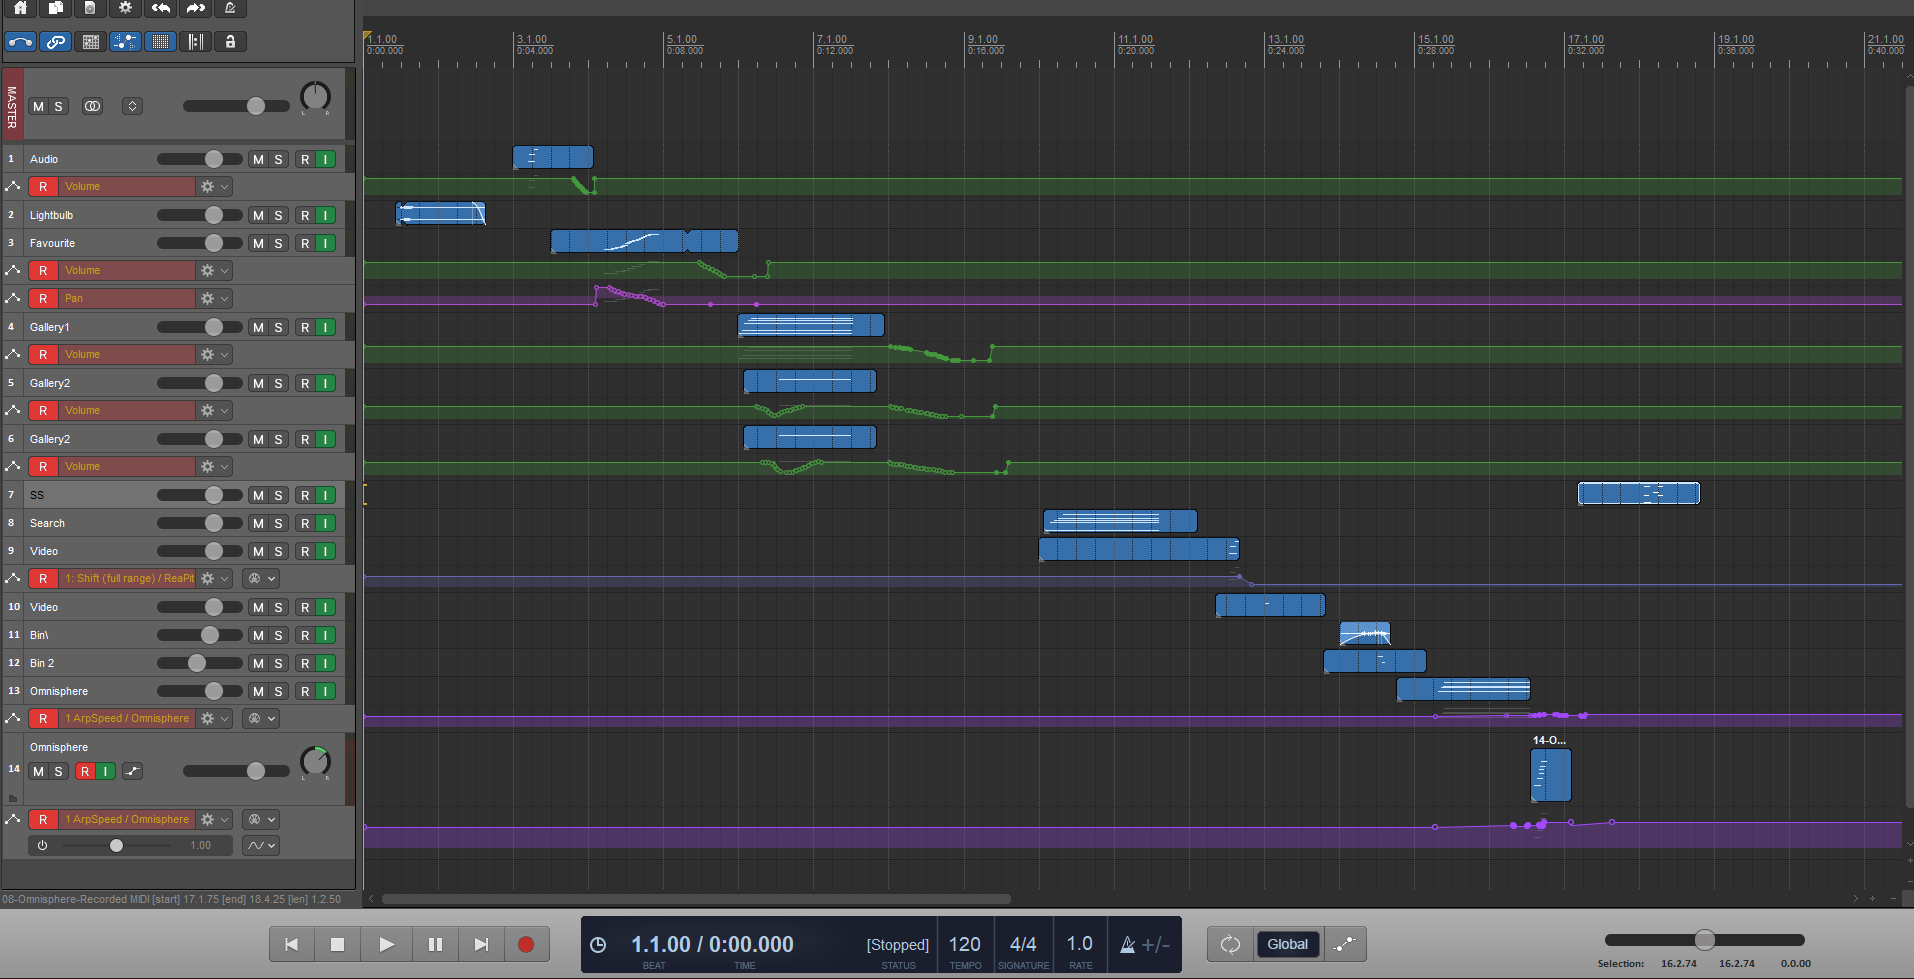 1.1.00 3.1.00 5.1.00 7.1.00 9.1.00 11.1.00 13.1.00 15.1.00 17.1.00 19.1.00 21.1.00
0:00.000 0:04.000 0:08.000 0:12.000 0:16.000 0:20.000 0:24.000 0:28.000 0:32.000 0:36.000 0:40.000
MASTER
M S L R
1 Audio M S R I
R Volume
2 Lightbulb M S R I
3 Favourite M S R I
R Volume
R Pan
4 Gallery1 M S R I
R Volume
5 Gallery2 M S R I
R Volume
6 Gallery2 M S R I
R Volume
7 SS M S R I
8 Search M S R I
9 Video M S R I
R 1: Shift (full range) / ReaPit
10 Video M S R I
11 Bin\ M S R I
12 Bin 2 M S R I
13 Omnisphere M S R I
R 1 ArpSpeed / Omnisphere
14-O...
Omnisphere
14 M S R I L R
R 1 ArpSpeed / Omnisphere
1.00
08-Omnisphere-Recorded MIDI [start] 17.1.75 [end] 18.4.25 [len] 1.2.50
1.1.00 / 0:00.000 [Stopped] 120 4/4 1.0 +/- Global
BEAT TIME STATUS TEMPO SIGNATURE RATE
Selection: 16.2.74 16.2.74 0.0.00